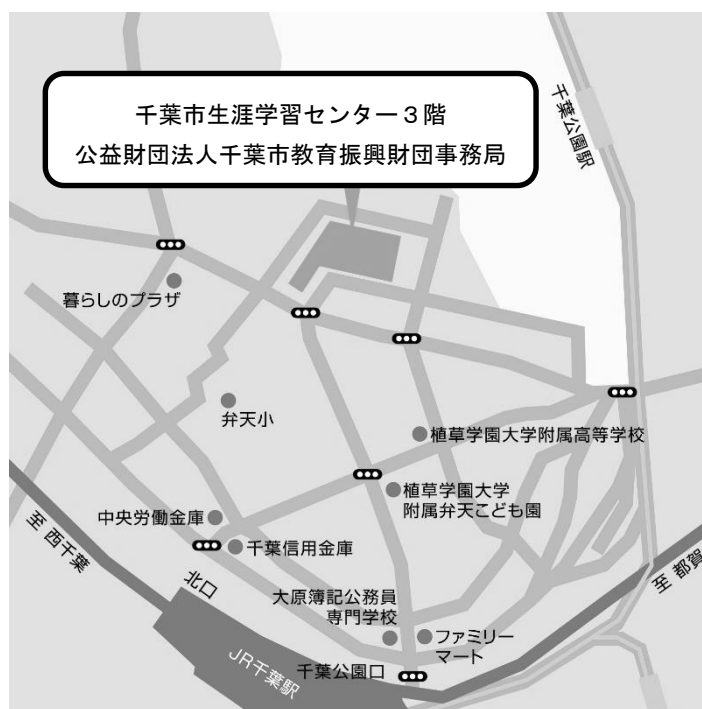 千葉市生涯学習センター３階
公益財団法人千葉市教育振興財団事務局
千葉公園駅
暮らしのプラザ
弁天小
植草学園大学附属高等学校
植草学園大学
附属弁天こども園
中央労働金庫
千葉信用金庫
至 西千葉
北口
大原簿記公務員
専門学校
ファミリー
マート
至 都賀
JR千葉駅
千葉公園口